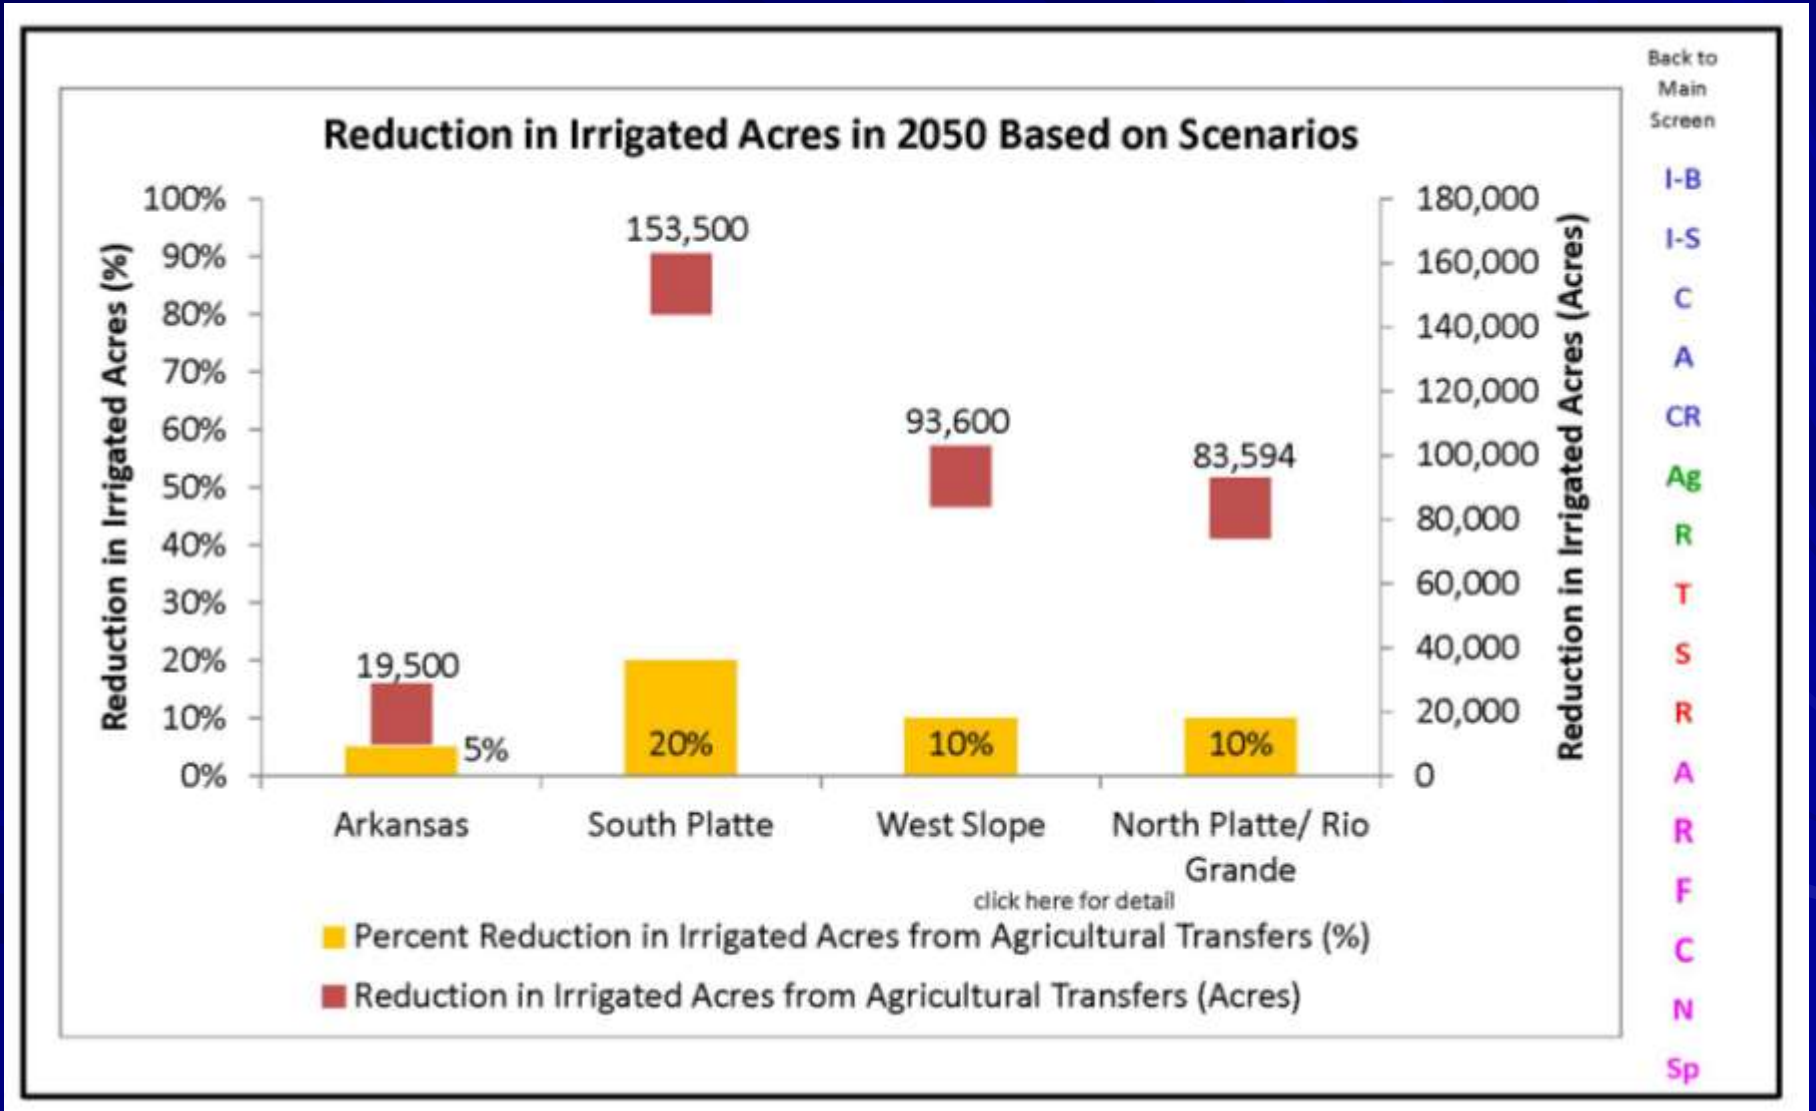 Back to
Main
Screen
Reduction in Irrigated Acres in 2050 Based on Scenarios
Reduction in Irrigated Acres (%)
100%
90%
80%
70%
60%
50%
40%
30%
20%
10%
0%
19,500
153,500
93,600
83,594
5%
20%
10%
10%
180,000
160,000
140,000
120,000
100,000
80,000
60,000
40,000
20,000
0
Reduction in Irrigated Acres (Acres)
Arkansas
South Platte
West Slope
North Platte/ Rio
Grande
click here for detail
Percent Reduction in Irrigated Acres from Agricultural Transfers (%)
Reduction in Irrigated Acres from Agricultural Transfers (Acres)
I-B
I-S
C
A
CR
Ag
R
T
S
R
A
R
F
C
N
Sp